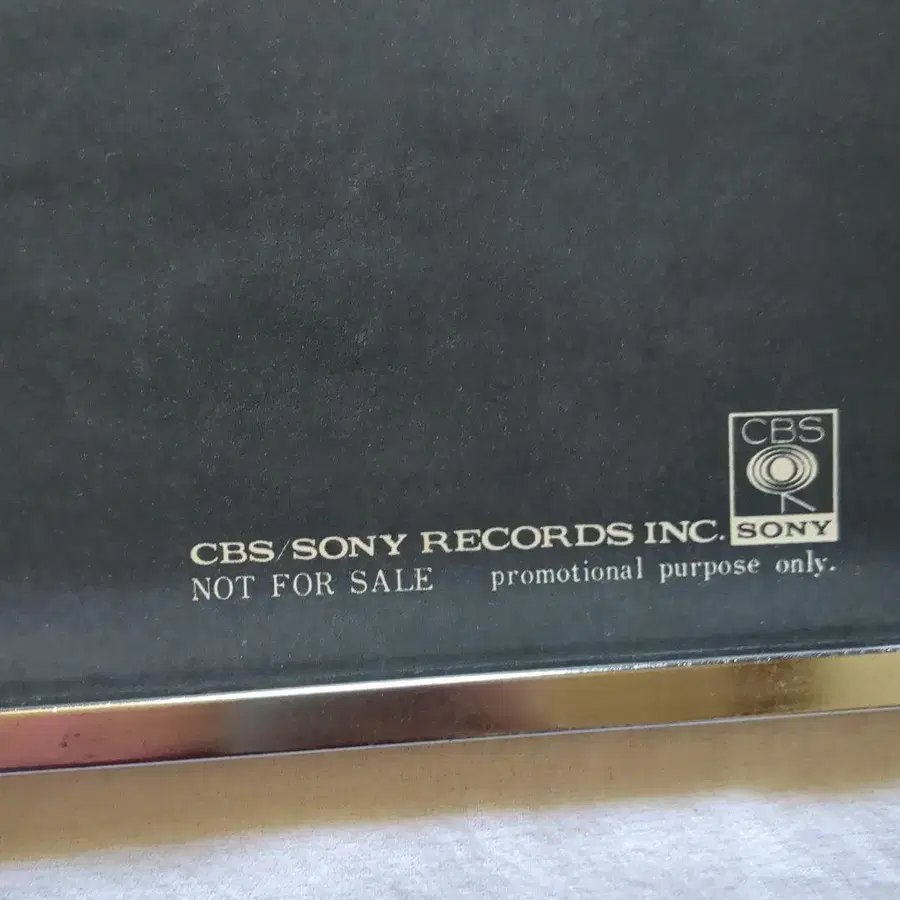 CBS
SONY
CBS/SONY RECORDS INC.
NOT FOR SALE promotional purpose only.